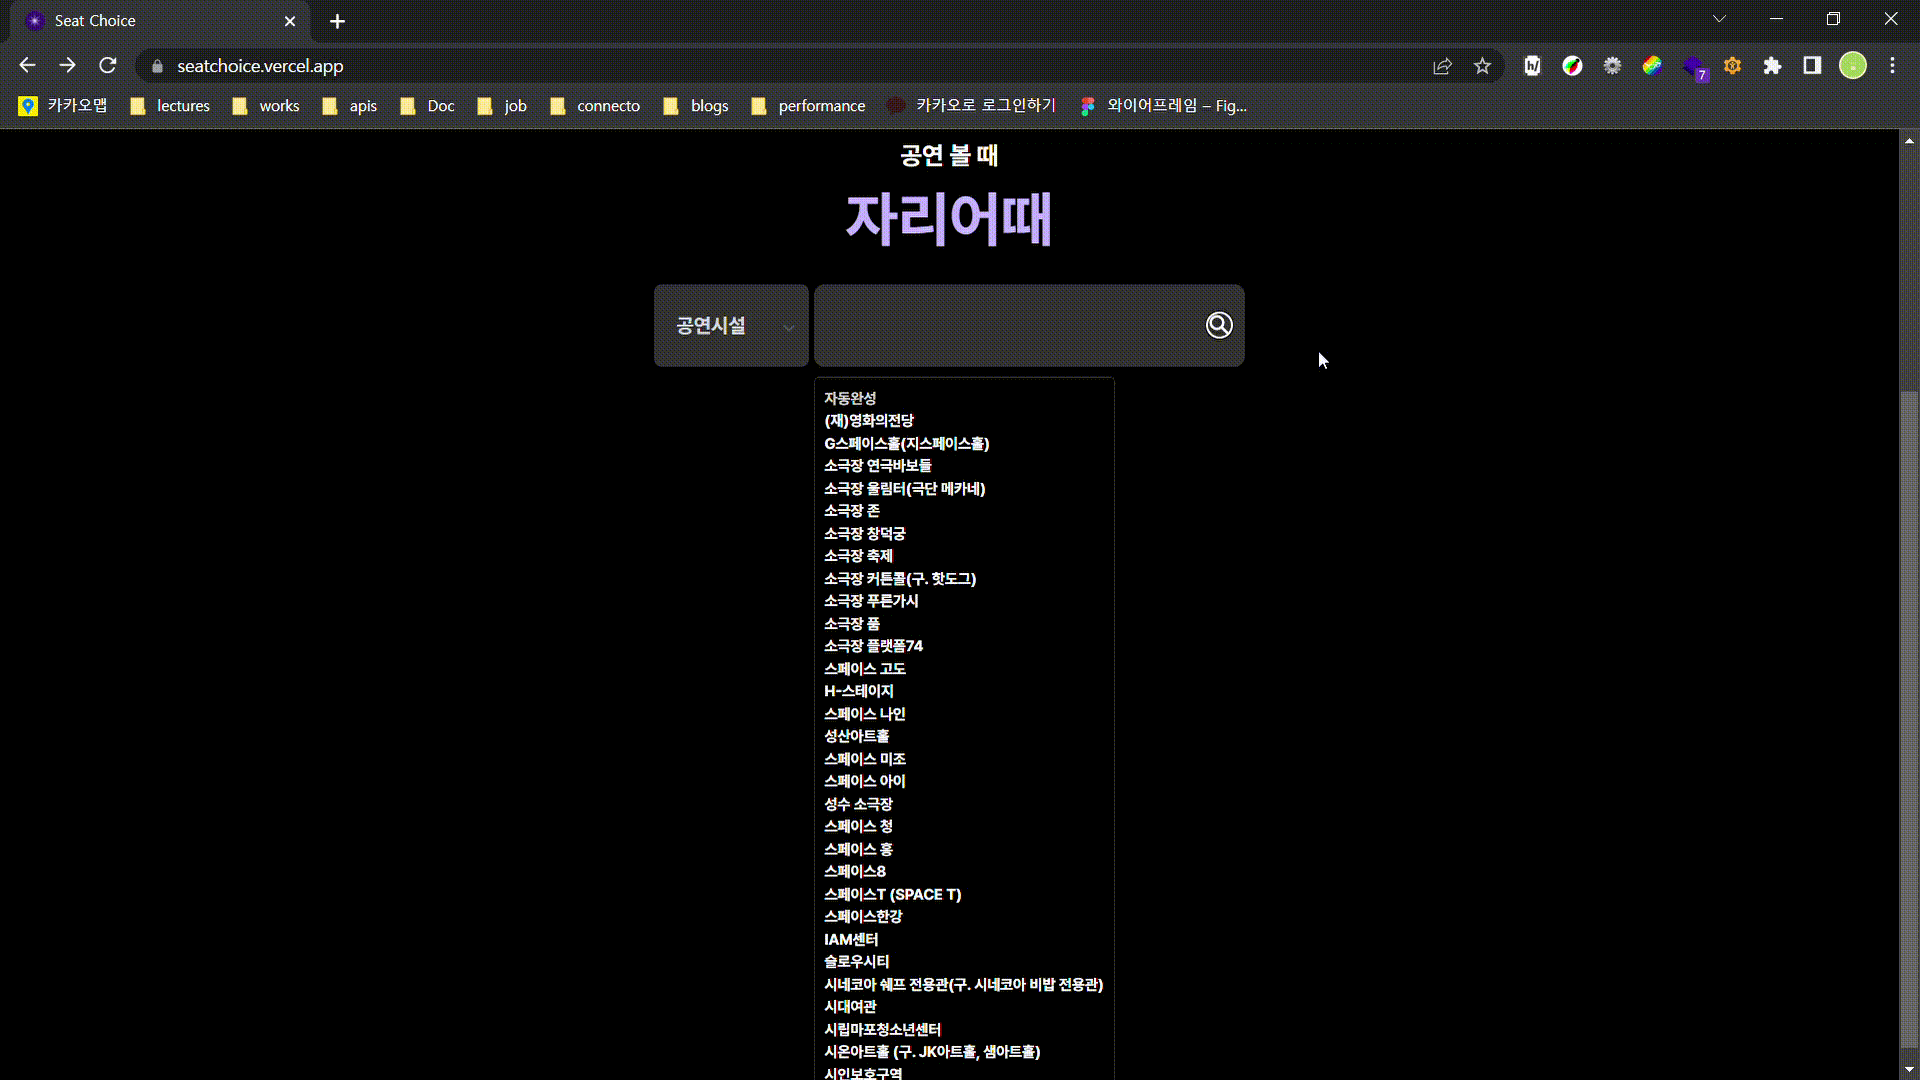 Seat Choice
seatchoice.vercel.app
7
카카오맵 lectures works apis Doc job connecto blogs performance 카카오로 로그인하기 와이어프레임 – Fig...
공연 볼 때
자리어때
공연시설
자동완성
(재)영화의전당
G스페이스홀(지스페이스홀)
소극장 연극바보들
소극장 울림터(극단 메카네)
소극장 존
소극장 창덕궁
소극장 축제
소극장 커튼콜(구. 핫도그)
소극장 푸른가시
소극장 품
소극장 플랫폼74
스페이스 고도
H-스테이지
스페이스 나인
성산아트홀
스페이스 미조
스페이스 아이
성수 소극장
스페이스 청
스페이스 홍
스페이스8
스페이스T (SPACE T)
스페이스한강
IAM센터
슬로우시티
시네코아 쉐프 전용관(구. 시네코아 비밥 전용관)
시대여관
시립마포청소년센터
시온아트홀 (구. JK아트홀, 샘아트홀)
시인보호구역